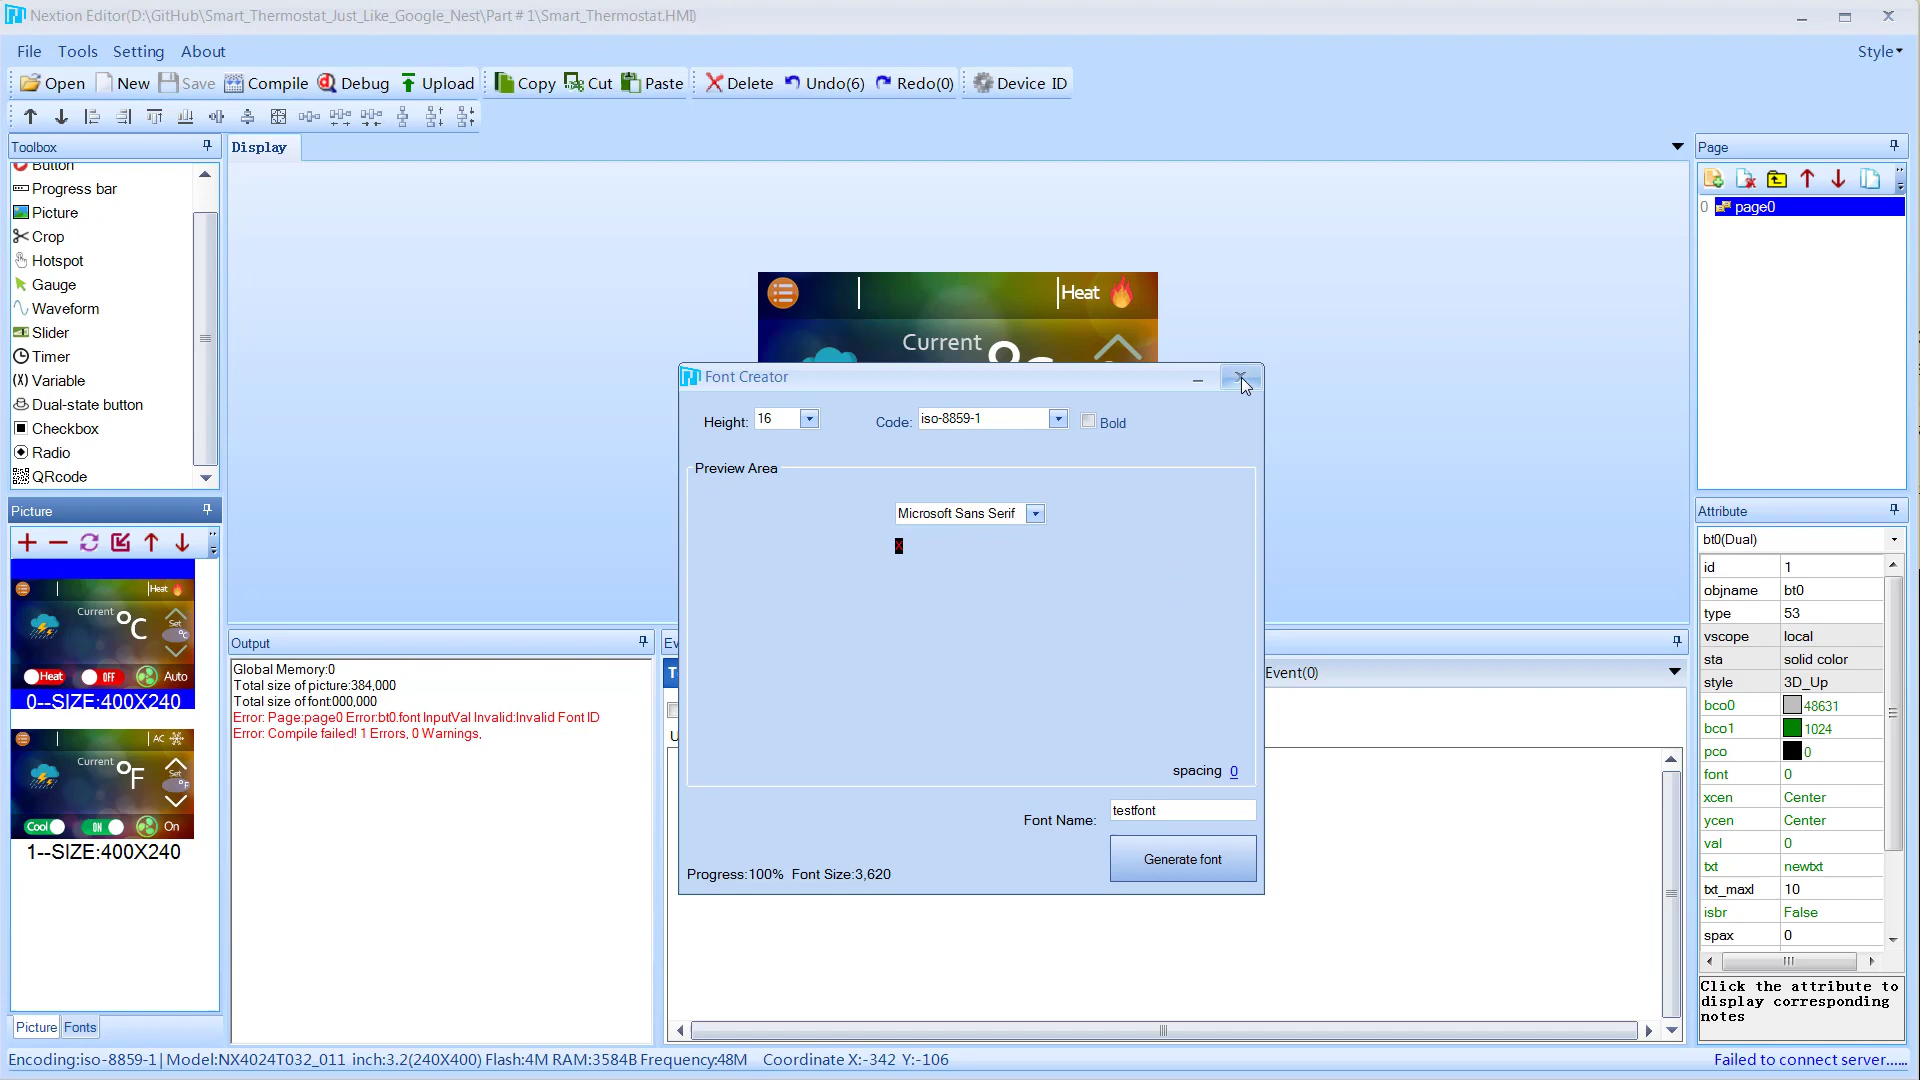 Nextion Editor(D:\GitHub\Smart_Thermostat_Just_Like_Google_Nest\Part # 1\Smart_Thermostat.HMI)
File Tools Setting About
Style
Open New Save Compile Debug Upload Copy Cut Paste Delete Undo(6) Redo(0) Device ID
Toolbox
Button
Progress bar
Picture
Crop
Hotspot
Gauge
Waveform
Slider
Timer
(X) Variable
Dual-state button
Checkbox
Radio
QRcode
Picture
Heat
Current
°C
Set
°C
Heat OFF Auto
0--SIZE:400X240
AC
Current
°F
Set
°F
Cool ON On
1--SIZE:400X240
Picture Fonts
Display
Heat
Current
Font Creator
Height: 16 Code: iso-8859-1 Bold
Preview Area
Microsoft Sans Serif
X
spacing 0
Font Name: testfont
Generate font
Progress:100% Font Size:3,620
Output
Global Memory:0
Total size of picture:384,000
Total size of font:000,000
Error: Page:page0 Error:bt0.font InputVal Invalid:Invalid Font ID
Error: Compile failed! 1 Errors, 0 Warnings,
Event(0)
Page
0 page0
Attribute
bt0(Dual)
id 1
objname bt0
type 53
vscope local
sta solid color
style 3D_Up
bco0 48631
bco1 1024
pco 0
font 0
xcen Center
ycen Center
val 0
txt newtxt
txt_maxl 10
isbr False
spax 0
Click the attribute to
display corresponding
notes
Encoding:iso-8859-1| Model:NX4024T032_011 inch:3.2(240X400) Flash:4M RAM:3584B Frequency:48M Coordinate X:-342 Y:-106
Failed to connect server......